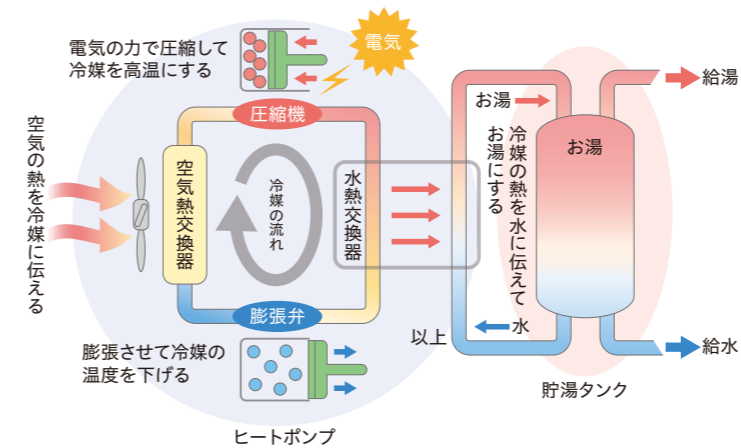 電気の力で圧縮して
冷媒を高温にする
電気
圧縮機
空気の熱を冷媒に伝える
空気熱交換器
冷媒の流れ
水熱交換器
膨張弁
膨張させて冷媒の
温度を下げる
ヒートポンプ
お湯
冷媒の熱を水に伝えて
お湯にする
水
以上
お湯
給湯
給水
貯湯タンク